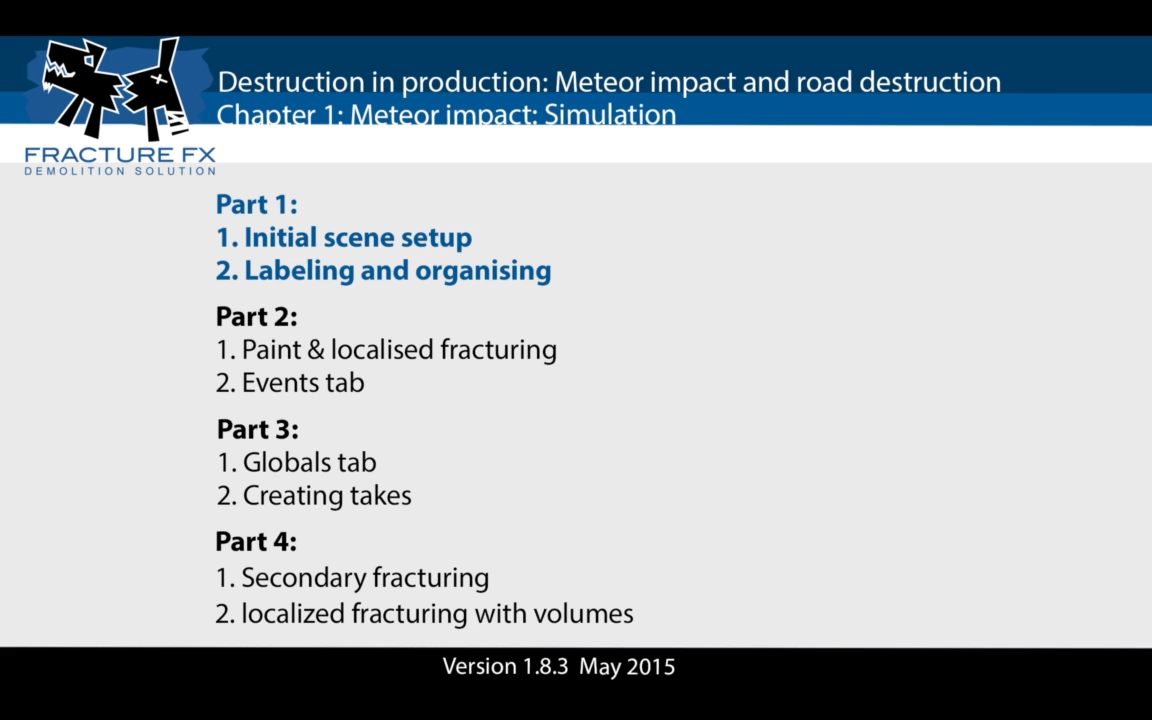 Destruction in production: Meteor impact and road destruction
Chapter 1: Meteor impact: Simulation
FRACTURE FX
DEMOLITION SOLUTION
Part 1:
1. Initial scene setup
2. Labeling and organising
Part 2:
1. Paint & localised fracturing
2. Events tab
Part 3:
1. Globals tab
2. Creating takes
Part 4:
1. Secondary fracturing
2. localized fracturing with volumes
Version 1.8.3 May 2015